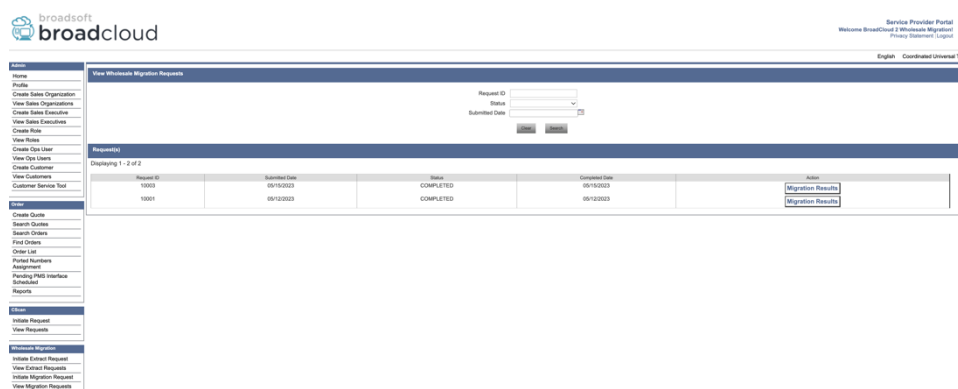 broadsoft
broadcloud
Service Provider Portal
Welcome BroadCloud 2 Wholesale Migration!
Privacy Statement | Logout
English Coordinated Universal
Admin
Home
Profile
Create Sales Organization
View Sales Organizations
Create Sales Executive
View Sales Executives
Create Role
View Roles
Create Ops User
View Ops Users
Create Customer
View Customers
Customer Service Tool
Order
Create Quote
Search Quotes
Search Orders
Find Orders
Order List
Ported Numbers
Assignment
Pending PMS Interface
Scheduled
Reports
CScan
Initiate Request
View Requests
Wholesale Migration
Initiate Extract Request
View Extract Requests
Initiate Migration Request
View Migration Requests
View Wholesale Migration Requests
Request ID
Status
Submitted Date
Clear Search
Request(s)
Displaying 1 - 2 of 2
Request ID Submitted Date Status Completed Date Action
10003 05/15/2023 COMPLETED 05/15/2023 Migration Results
10001 05/12/2023 COMPLETED 05/12/2023 Migration Results